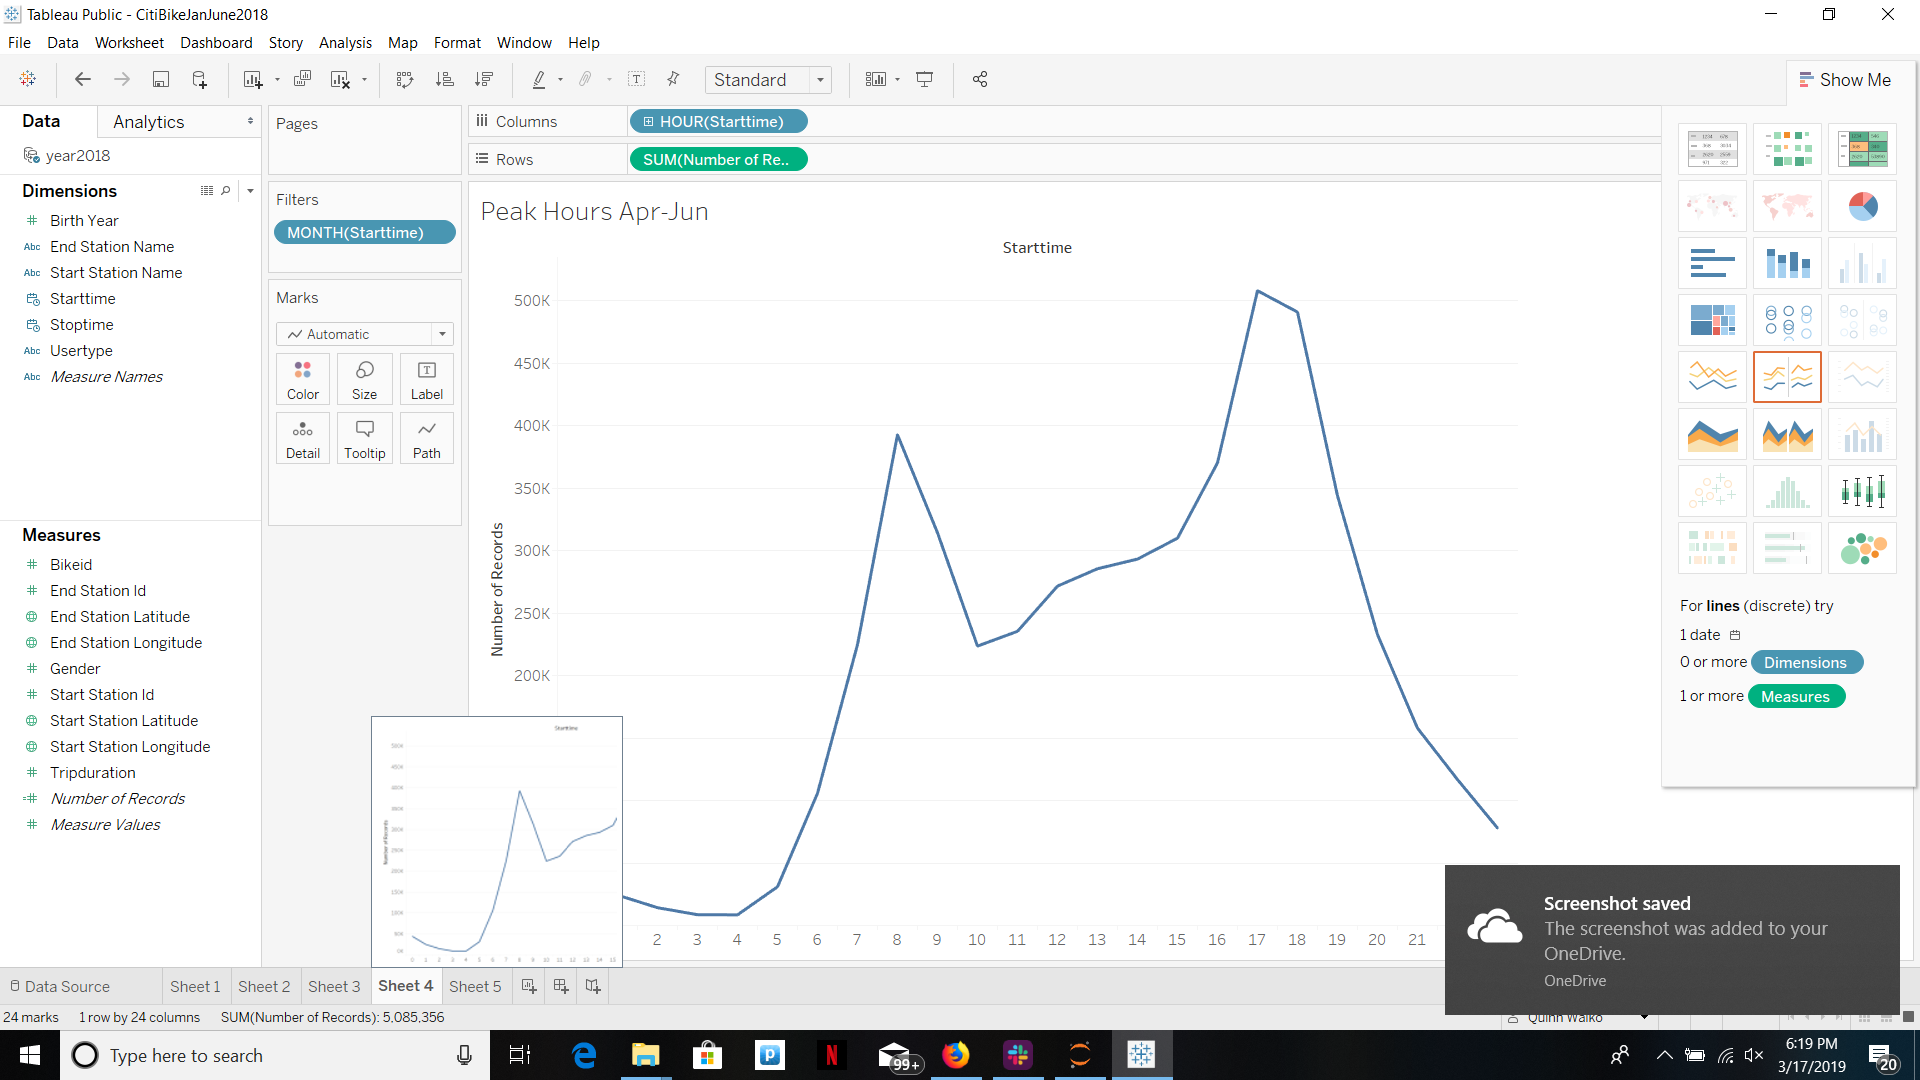 Tableau Public - CitiBikeJanJune2018
File Data Worksheet Dashboard Story Analysis Map Format Window Help
Standard
Show Me
Data Analytics
year2018
Dimensions
# Birth Year
Abc End Station Name
Abc Start Station Name
Starttime
Stoptime
Abc Usertype
Abc Measure Names
Measures
# Bikeid
# End Station Id
End Station Latitude
End Station Longitude
# Gender
# Start Station Id
Start Station Latitude
Start Station Longitude
# Tripduration
=# Number of Records
# Measure Values
Pages
Filters
MONTH(Starttime)
Marks
Automatic
Color Size Label
Detail Tooltip Path
Columns HOUR(Starttime)
Rows SUM(Number of Re..
Peak Hours Apr-Jun
Starttime
500K
450K
400K
350K
300K
250K
200K
Number of Records
2 3 4 5 6 7 8 9 10 11 12 13 14 15 16 17 18 19 20 21
Starttime
Number of Records
For lines (discrete) try
1 date
0 or more Dimensions
1 or more Measures
Screenshot saved
The screenshot was added to your
OneDrive.
OneDrive
Data Source Sheet 1 Sheet 2 Sheet 3 Sheet 4 Sheet 5
24 marks 1 row by 24 columns SUM(Number of Records): 5,085,356
Quinn Walko
Type here to search
99+
6:19 PM
3/17/2019
20